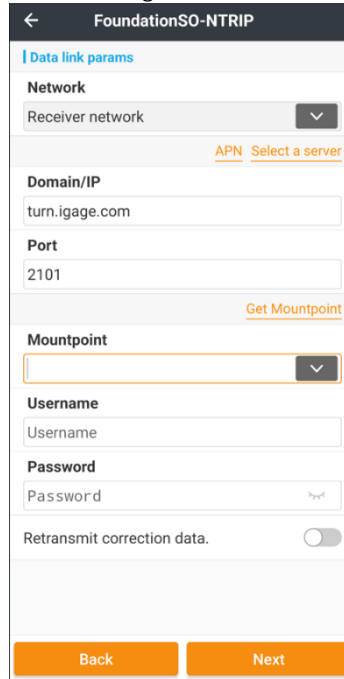 FoundationSO-NTRIP
Data link params
Network
Receiver network
APN Select a server
Domain/IP
turn.igage.com
Port
2101
Get Mountpoint
Mountpoint
Username
Username
Password
Password
Retransmit correction data.
Back Next